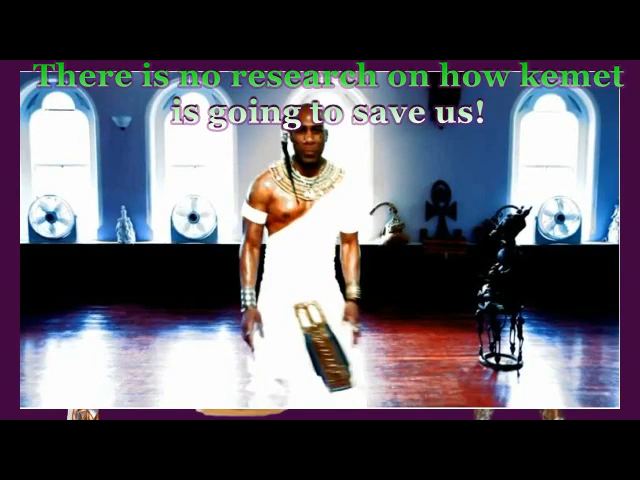 There is no research on how kemet
is going to save us!